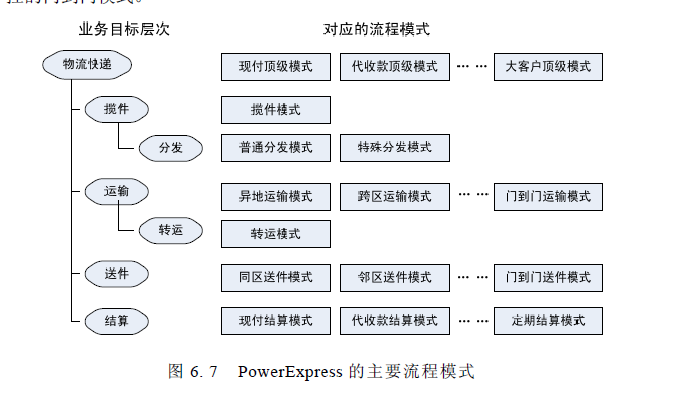 控的门到门模式。
业务目标层次 对应的流程模式
物流快递 现付顶级模式 代收款顶级模式 … … 大客户顶级模式
揽件 揽件模式
分发 普通分发模式 特殊分发模式
运输 异地运输模式 跨区运输模式 … … 门到门运输模式
转运 转运模式
送件 同区送件模式 邻区送件模式 … … 门到门送件模式
结算 现付结算模式 代收款结算模式 … … 定期结算模式
图 6. 7 PowerExpress 的主要流程模式